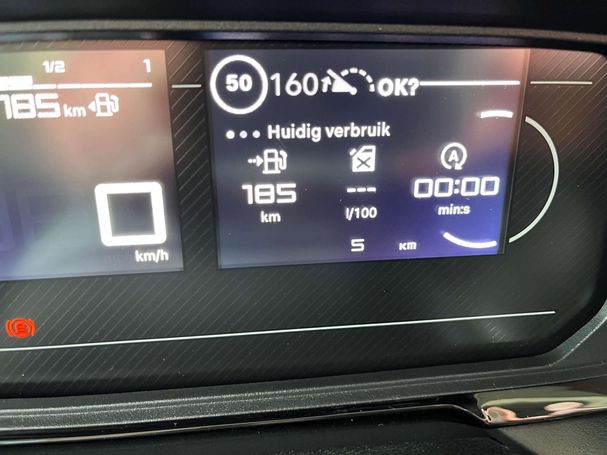 1/2 1
185 km
0
km/h
50 160 OK?
Huidig verbruik
A
185 --- 00:00
km l/100 min:s
5 km